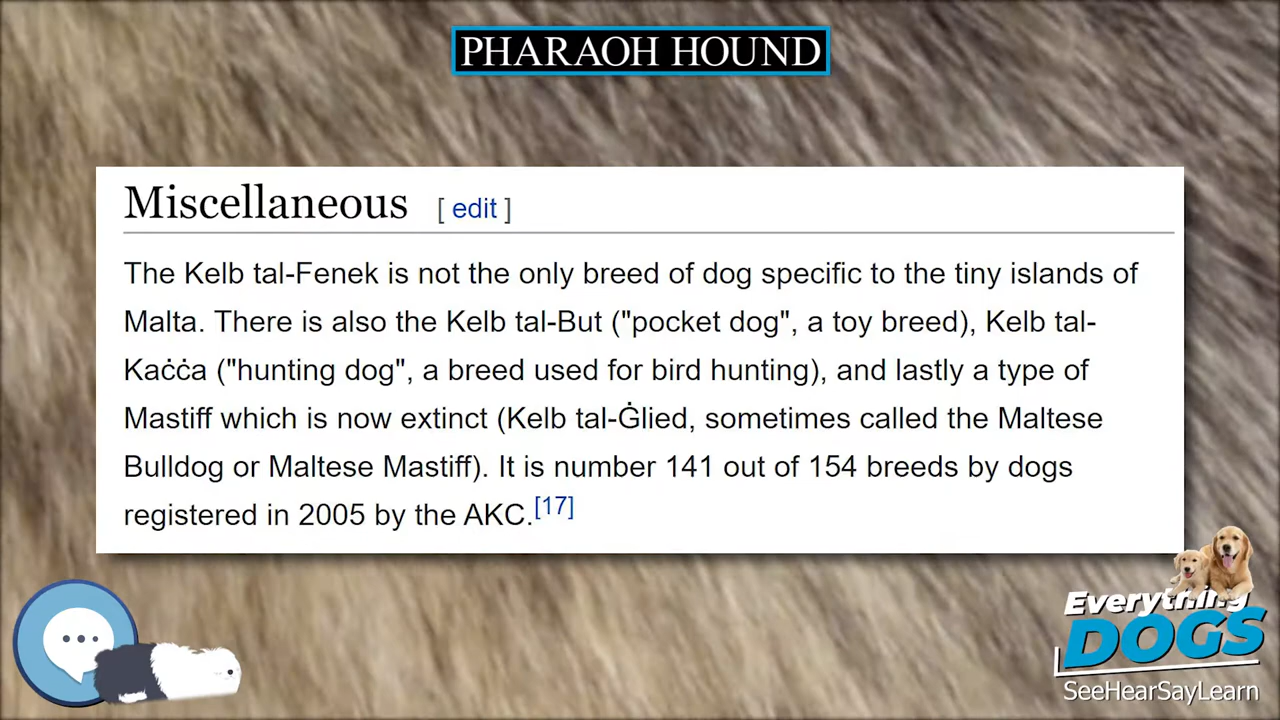 PHARAOH HOUND
Miscellaneous [ edit ]
The Kelb tal-Fenek is not the only breed of dog specific to the tiny islands of
Malta. There is also the Kelb tal-But ("pocket dog", a toy breed), Kelb tal-
Kaċċa ("hunting dog", a breed used for bird hunting), and lastly a type of
Mastiff which is now extinct (Kelb tal-Ġlied, sometimes called the Maltese
Bulldog or Maltese Mastiff). It is number 141 out of 154 breeds by dogs
registered in 2005 by the AKC.[17]
Everything
DOGS
SeeHearSayLearn